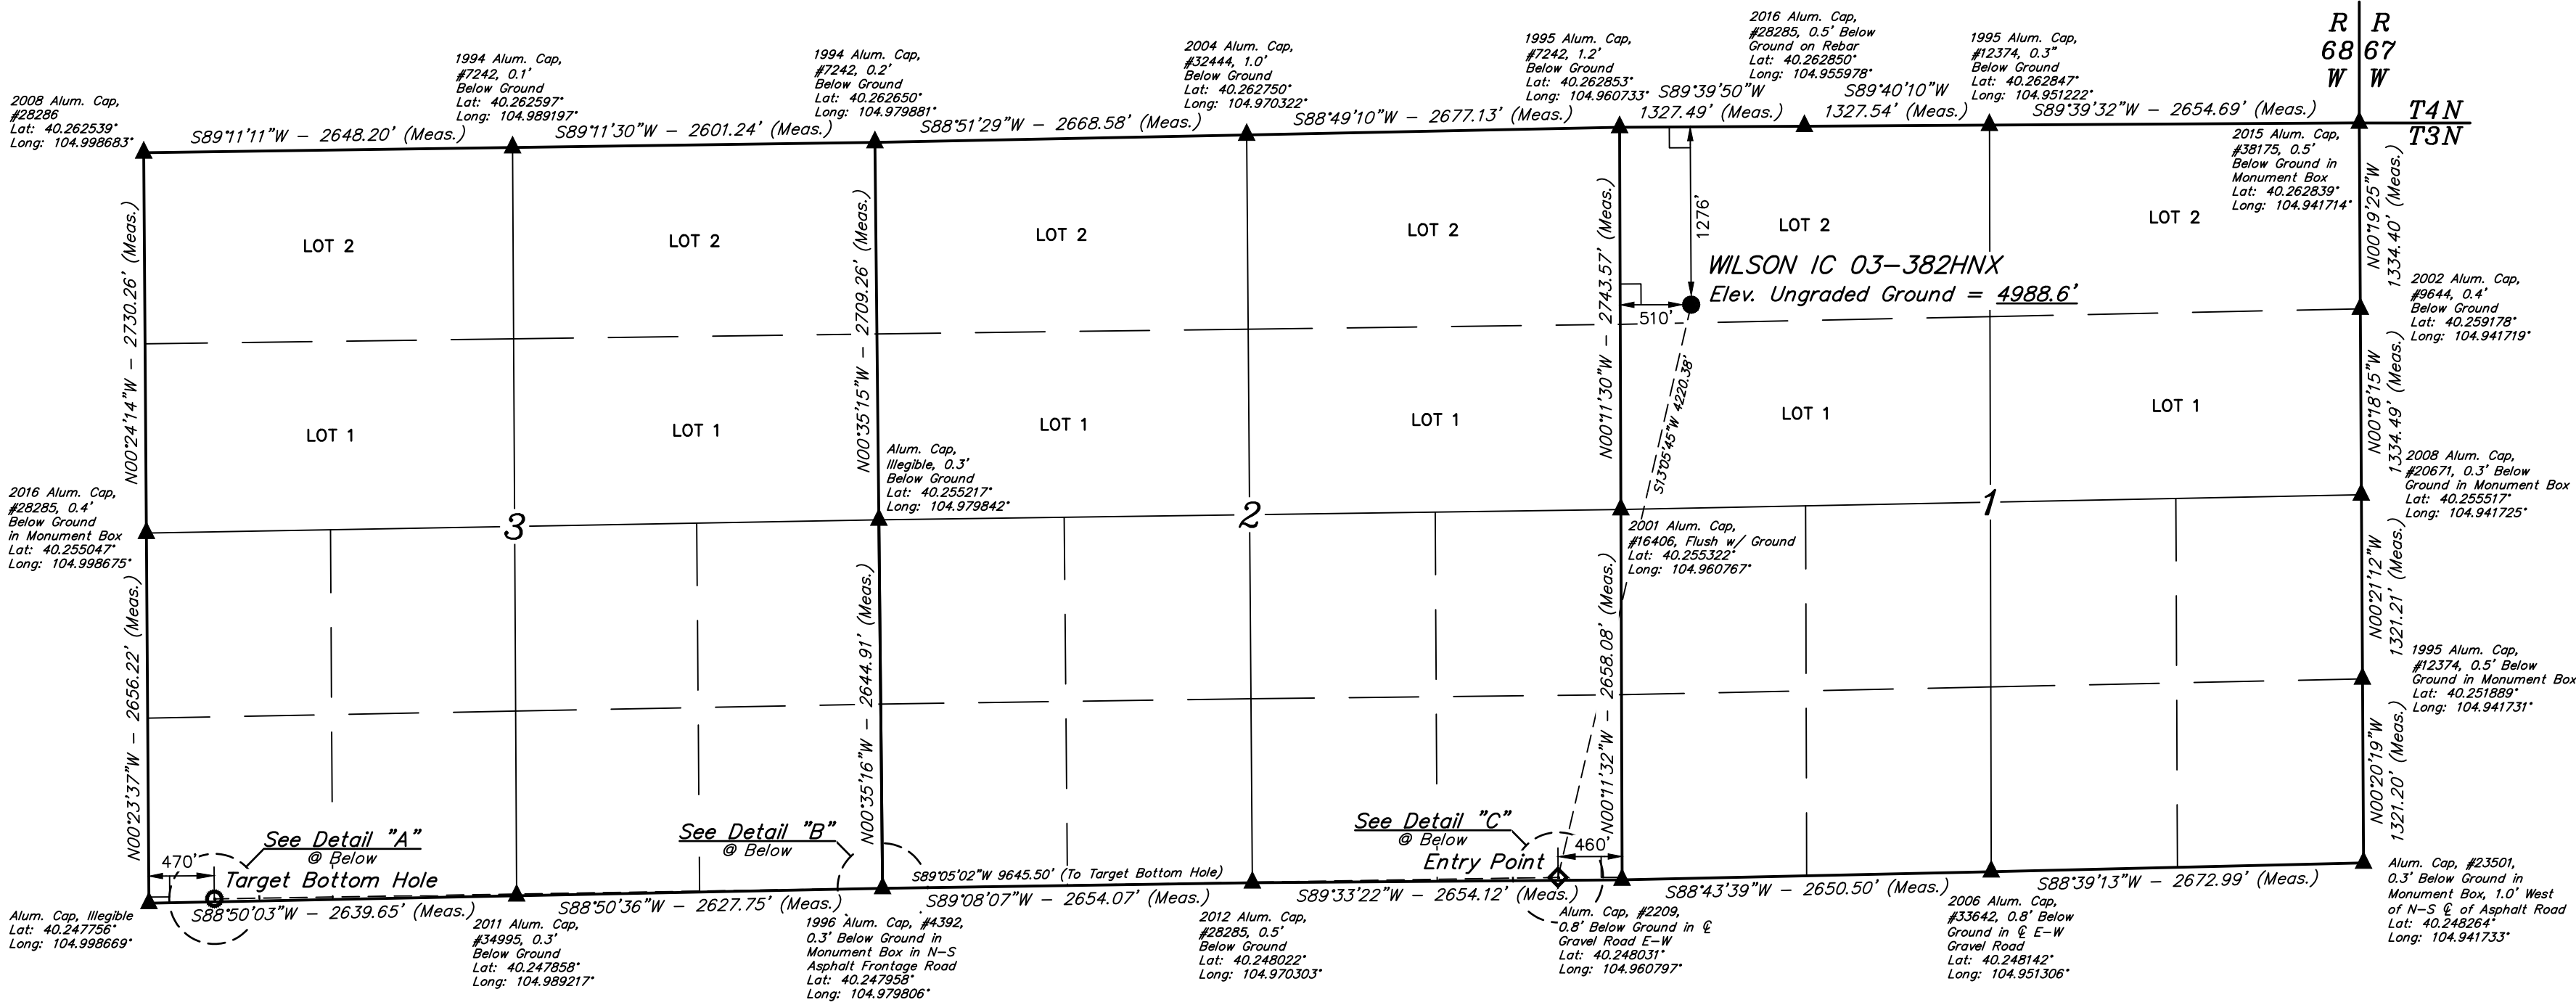 R R
68 67
W W
T4N
T3N
2008 Alum. Cap,
#28286
Lat: 40.262539°
Long: 104.998683°
1994 Alum. Cap,
#7242, 0.1'
Below Ground
Lat: 40.262597°
Long: 104.989197°
1994 Alum. Cap,
#7242, 0.2'
Below Ground
Lat: 40.262650°
Long: 104.979881°
2004 Alum. Cap,
#32444, 1.0'
Below Ground
Lat: 40.262750°
Long: 104.970322°
1995 Alum. Cap,
#7242, 1.2'
Below Ground
Lat: 40.262853°
Long: 104.960733°
2016 Alum. Cap,
#28285, 0.5' Below
Ground on Rebar
Lat: 40.262850°
Long: 104.955978°
1995 Alum. Cap,
#12374, 0.3"
Below Ground
Lat: 40.262847°
Long: 104.951222°
S89°11'11"W - 2648.20' (Meas.)
S89°11'30"W - 2601.24' (Meas.)
S88°51'29"W - 2668.58' (Meas.)
S88°49'10"W - 2677.13' (Meas.)
S89°39'50"W
1327.49' (Meas.)
S89°40'10"W
1327.54' (Meas.)
S89°39'32"W - 2654.69' (Meas.)
2015 Alum. Cap,
#38175, 0.5'
Below Ground in
Monument Box
Lat: 40.262839°
Long: 104.941714°
N00°24'14"W - 2730.26' (Meas.)
N00°35'15"W - 2709.26' (Meas.)
N00°11'30"W - 2743.57' (Meas.)
N00°19'25"W
1334.40' (Meas.)
LOT 2
LOT 2
LOT 2
LOT 2
LOT 2
LOT 2
1276'
WILSON IC 03-382HNX
Elev. Ungraded Ground = 4988.6'
510'
S13°05'45"W 4220.38'
2002 Alum. Cap,
#9644, 0.4'
Below Ground
Lat: 40.259178°
Long: 104.941719°
N00°18'15"W
1334.49' (Meas.)
LOT 1
LOT 1
LOT 1
LOT 1
LOT 1
LOT 1
2016 Alum. Cap,
#28285, 0.4'
Below Ground
in Monument Box
Lat: 40.255047°
Long: 104.998675°
Alum. Cap,
Illegible, 0.3'
Below Ground
Lat: 40.255217°
Long: 104.979842°
2008 Alum. Cap,
#20671, 0.3' Below
Ground in Monument Box
Lat: 40.255517°
Long: 104.941725°
3
2
1
2001 Alum. Cap,
#16406, Flush w/ Ground
Lat: 40.255322°
Long: 104.960767°
N00°23'37"W - 2656.22' (Meas.)
N00°35'16"W - 2644.91' (Meas.)
N00°11'32"W - 2658.08' (Meas.)
N00°21'12"W
1321.21' (Meas.)
1995 Alum. Cap,
#12374, 0.5' Below
Ground in Monument Box
Lat: 40.251889°
Long: 104.941731°
N00°20'19"W
1321.20' (Meas.)
See Detail "A"
@ Below
See Detail "B"
@ Below
See Detail "C"
@ Below
470'
Target Bottom Hole
460'
Entry Point
S89°05'02"W 9645.50' (To Target Bottom Hole)
S88°50'03"W - 2639.65' (Meas.)
S88°50'36"W - 2627.75' (Meas.)
S89°08'07"W - 2654.07' (Meas.)
S89°33'22"W - 2654.12' (Meas.)
S88°43'39"W - 2650.50' (Meas.)
S88°39'13"W - 2672.99' (Meas.)
Alum. Cap, Illegible
Lat: 40.247756°
Long: 104.998669°
2011 Alum. Cap,
#34995, 0.3'
Below Ground
Lat: 40.247858°
Long: 104.989217°
1996 Alum. Cap, #4392,
0.3' Below Ground in
Monument Box in N-S
Asphalt Frontage Road
Lat: 40.247958°
Long: 104.979806°
2012 Alum. Cap,
#28285, 0.5'
Below Ground
Lat: 40.248022°
Long: 104.970303°
Alum. Cap, #2209,
0.8' Below Ground in ℄
Gravel Road E-W
Lat: 40.248031°
Long: 104.960797°
2006 Alum. Cap,
#33642, 0.8' Below
Ground in ℄ E-W
Gravel Road
Lat: 40.248142°
Long: 104.951306°
Alum. Cap, #23501,
0.3' Below Ground in
Monument Box, 1.0' West
of N-S ℄ of Asphalt Road
Lat: 40.248264°
Long: 104.941733°